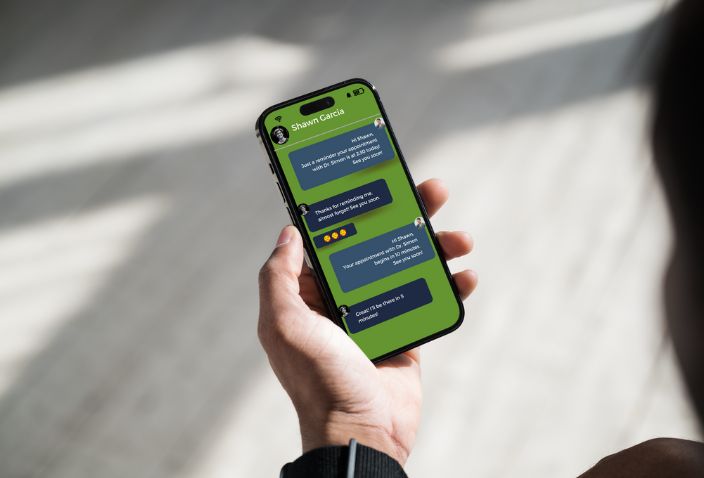 Shawn Garcia
Hi Shawn,
Just a reminder your appointment
with Dr. Simon is at 2:30 today!
See you soon!
Thanks for reminding me,
almost forgot! See you soon.
Hi Shawn,
Your appointment with Dr. Simon
begins in 10 minutes.
See you soon!
Great! I'll be there in 5
minutes!